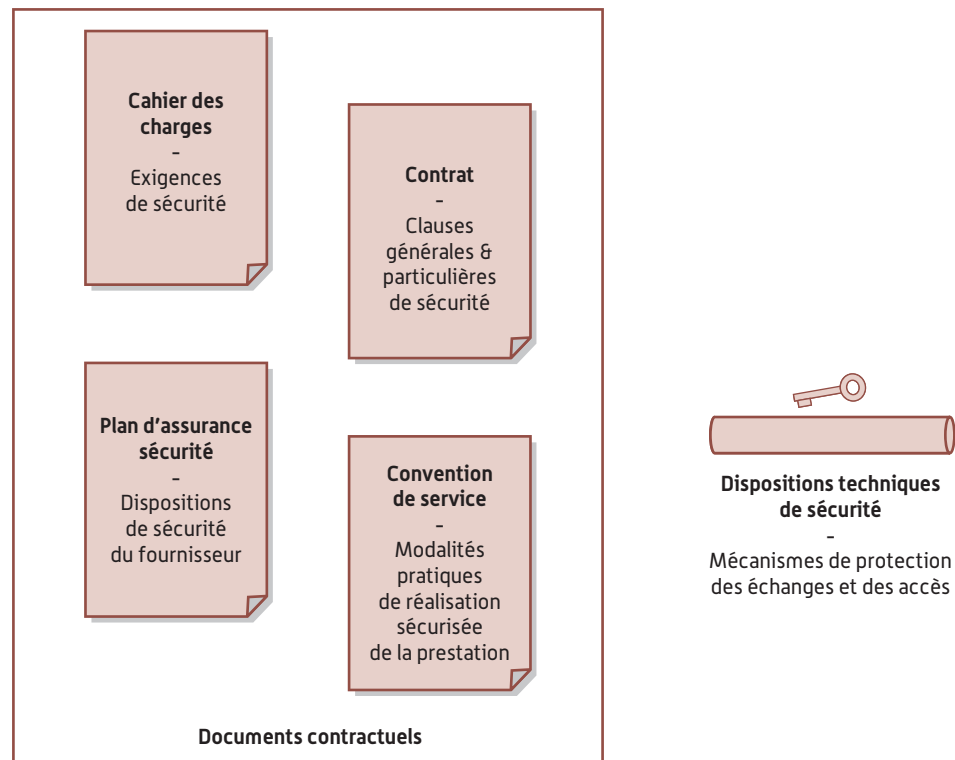 Cahier des
charges
-
Exigences
de sécurité
Contrat
-
Clauses
générales &
particulières
de sécurité
Plan d'assurance
sécurité
-
Dispositions
de sécurité
du fournisseur
Convention
de service
-
Modalités
pratiques
de réalisation
sécurisée
de la prestation
Documents contractuels
Dispositions techniques
de sécurité
-
Mécanismes de protection
des échanges et des accès